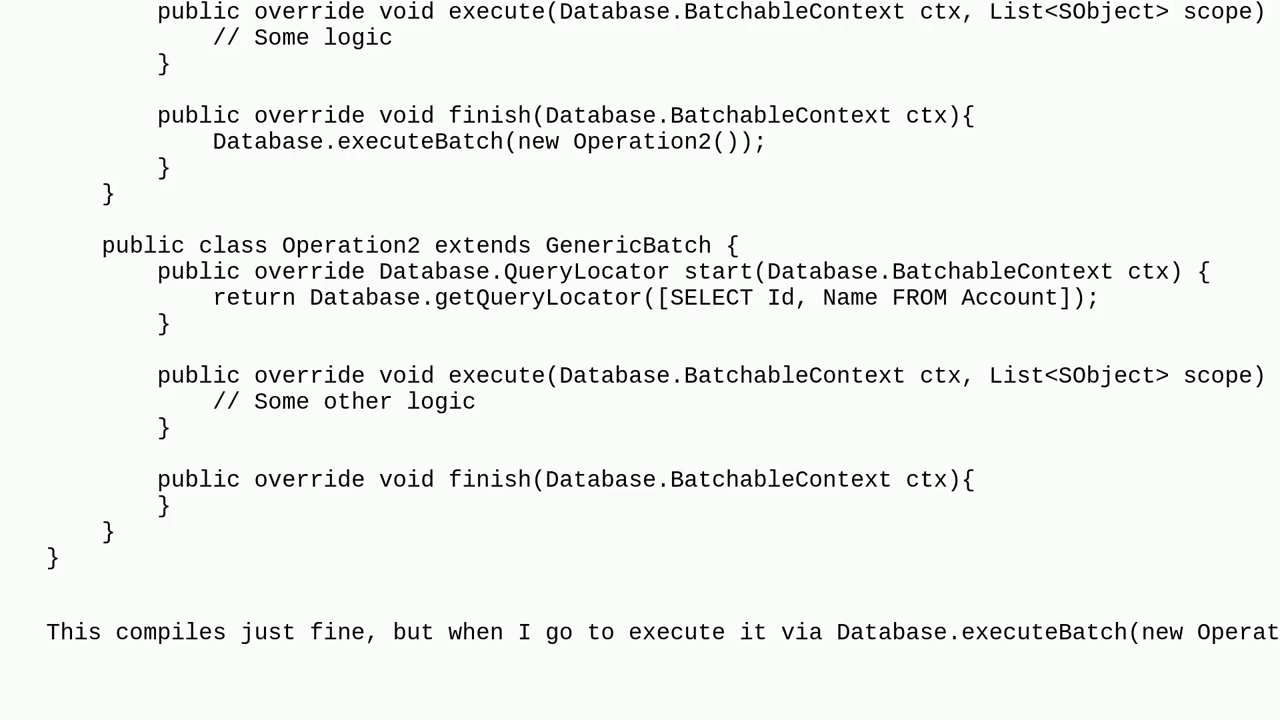 public override void execute(Database.BatchableContext ctx, List<SObject> scope)
// Some logic
}
public override void finish(Database.BatchableContext ctx){
Database.executeBatch(new Operation2());
}
}
public class Operation2 extends GenericBatch {
public override Database.QueryLocator start(Database.BatchableContext ctx) {
return Database.getQueryLocator([SELECT Id, Name FROM Account]);
}
public override void execute(Database.BatchableContext ctx, List<SObject> scope)
// Some other logic
}
public override void finish(Database.BatchableContext ctx){
}
}
}
This compiles just fine, but when I go to execute it via Database.executeBatch(new Operat